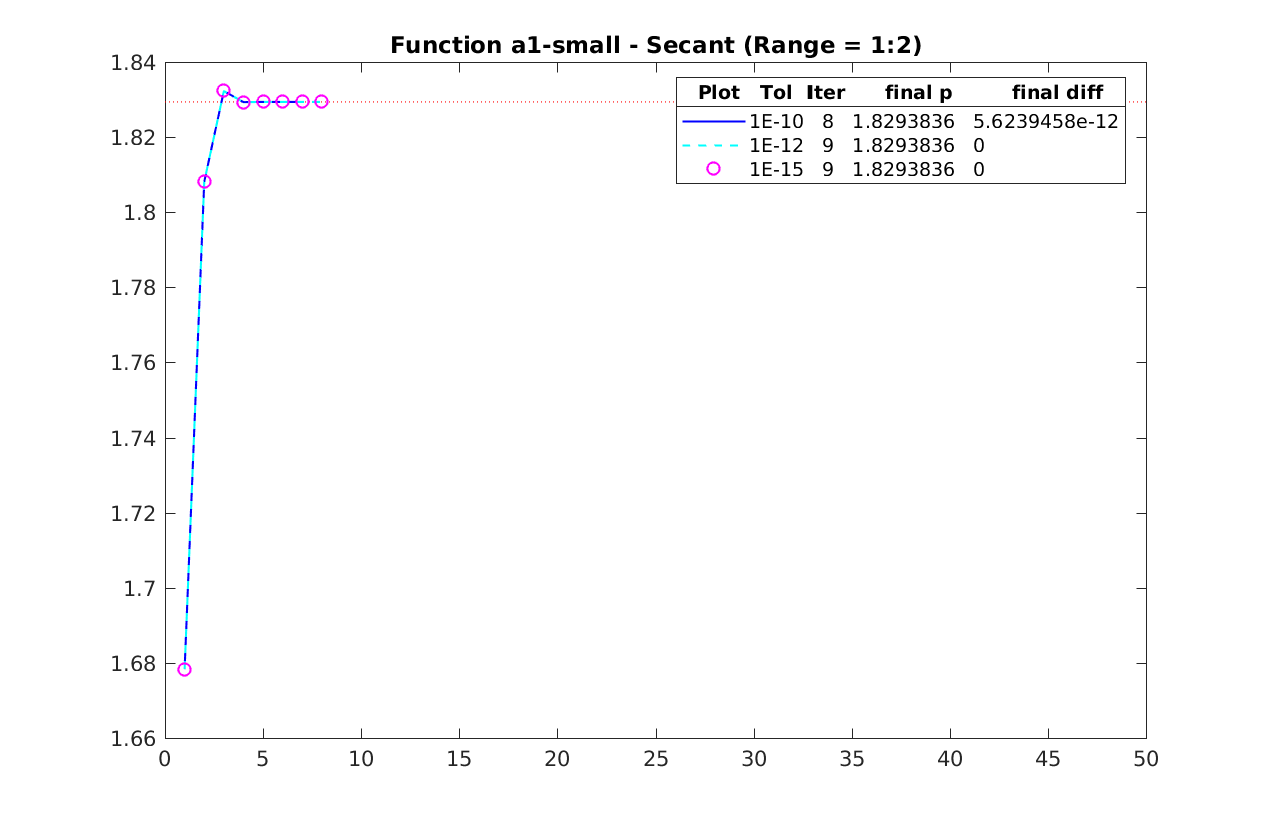 Function a1-small - Secant (Range = 1:2)
1.84
1.82
1.8
1.78
1.76
1.74
1.72
1.7
1.68
1.66
Plot Tol Iter final p final diff
1E-10 8 1.8293836 5.6239458e-12
1E-12 9 1.8293836 0
1E-15 9 1.8293836 0
0 5 10 15 20 25 30 35 40 45 50